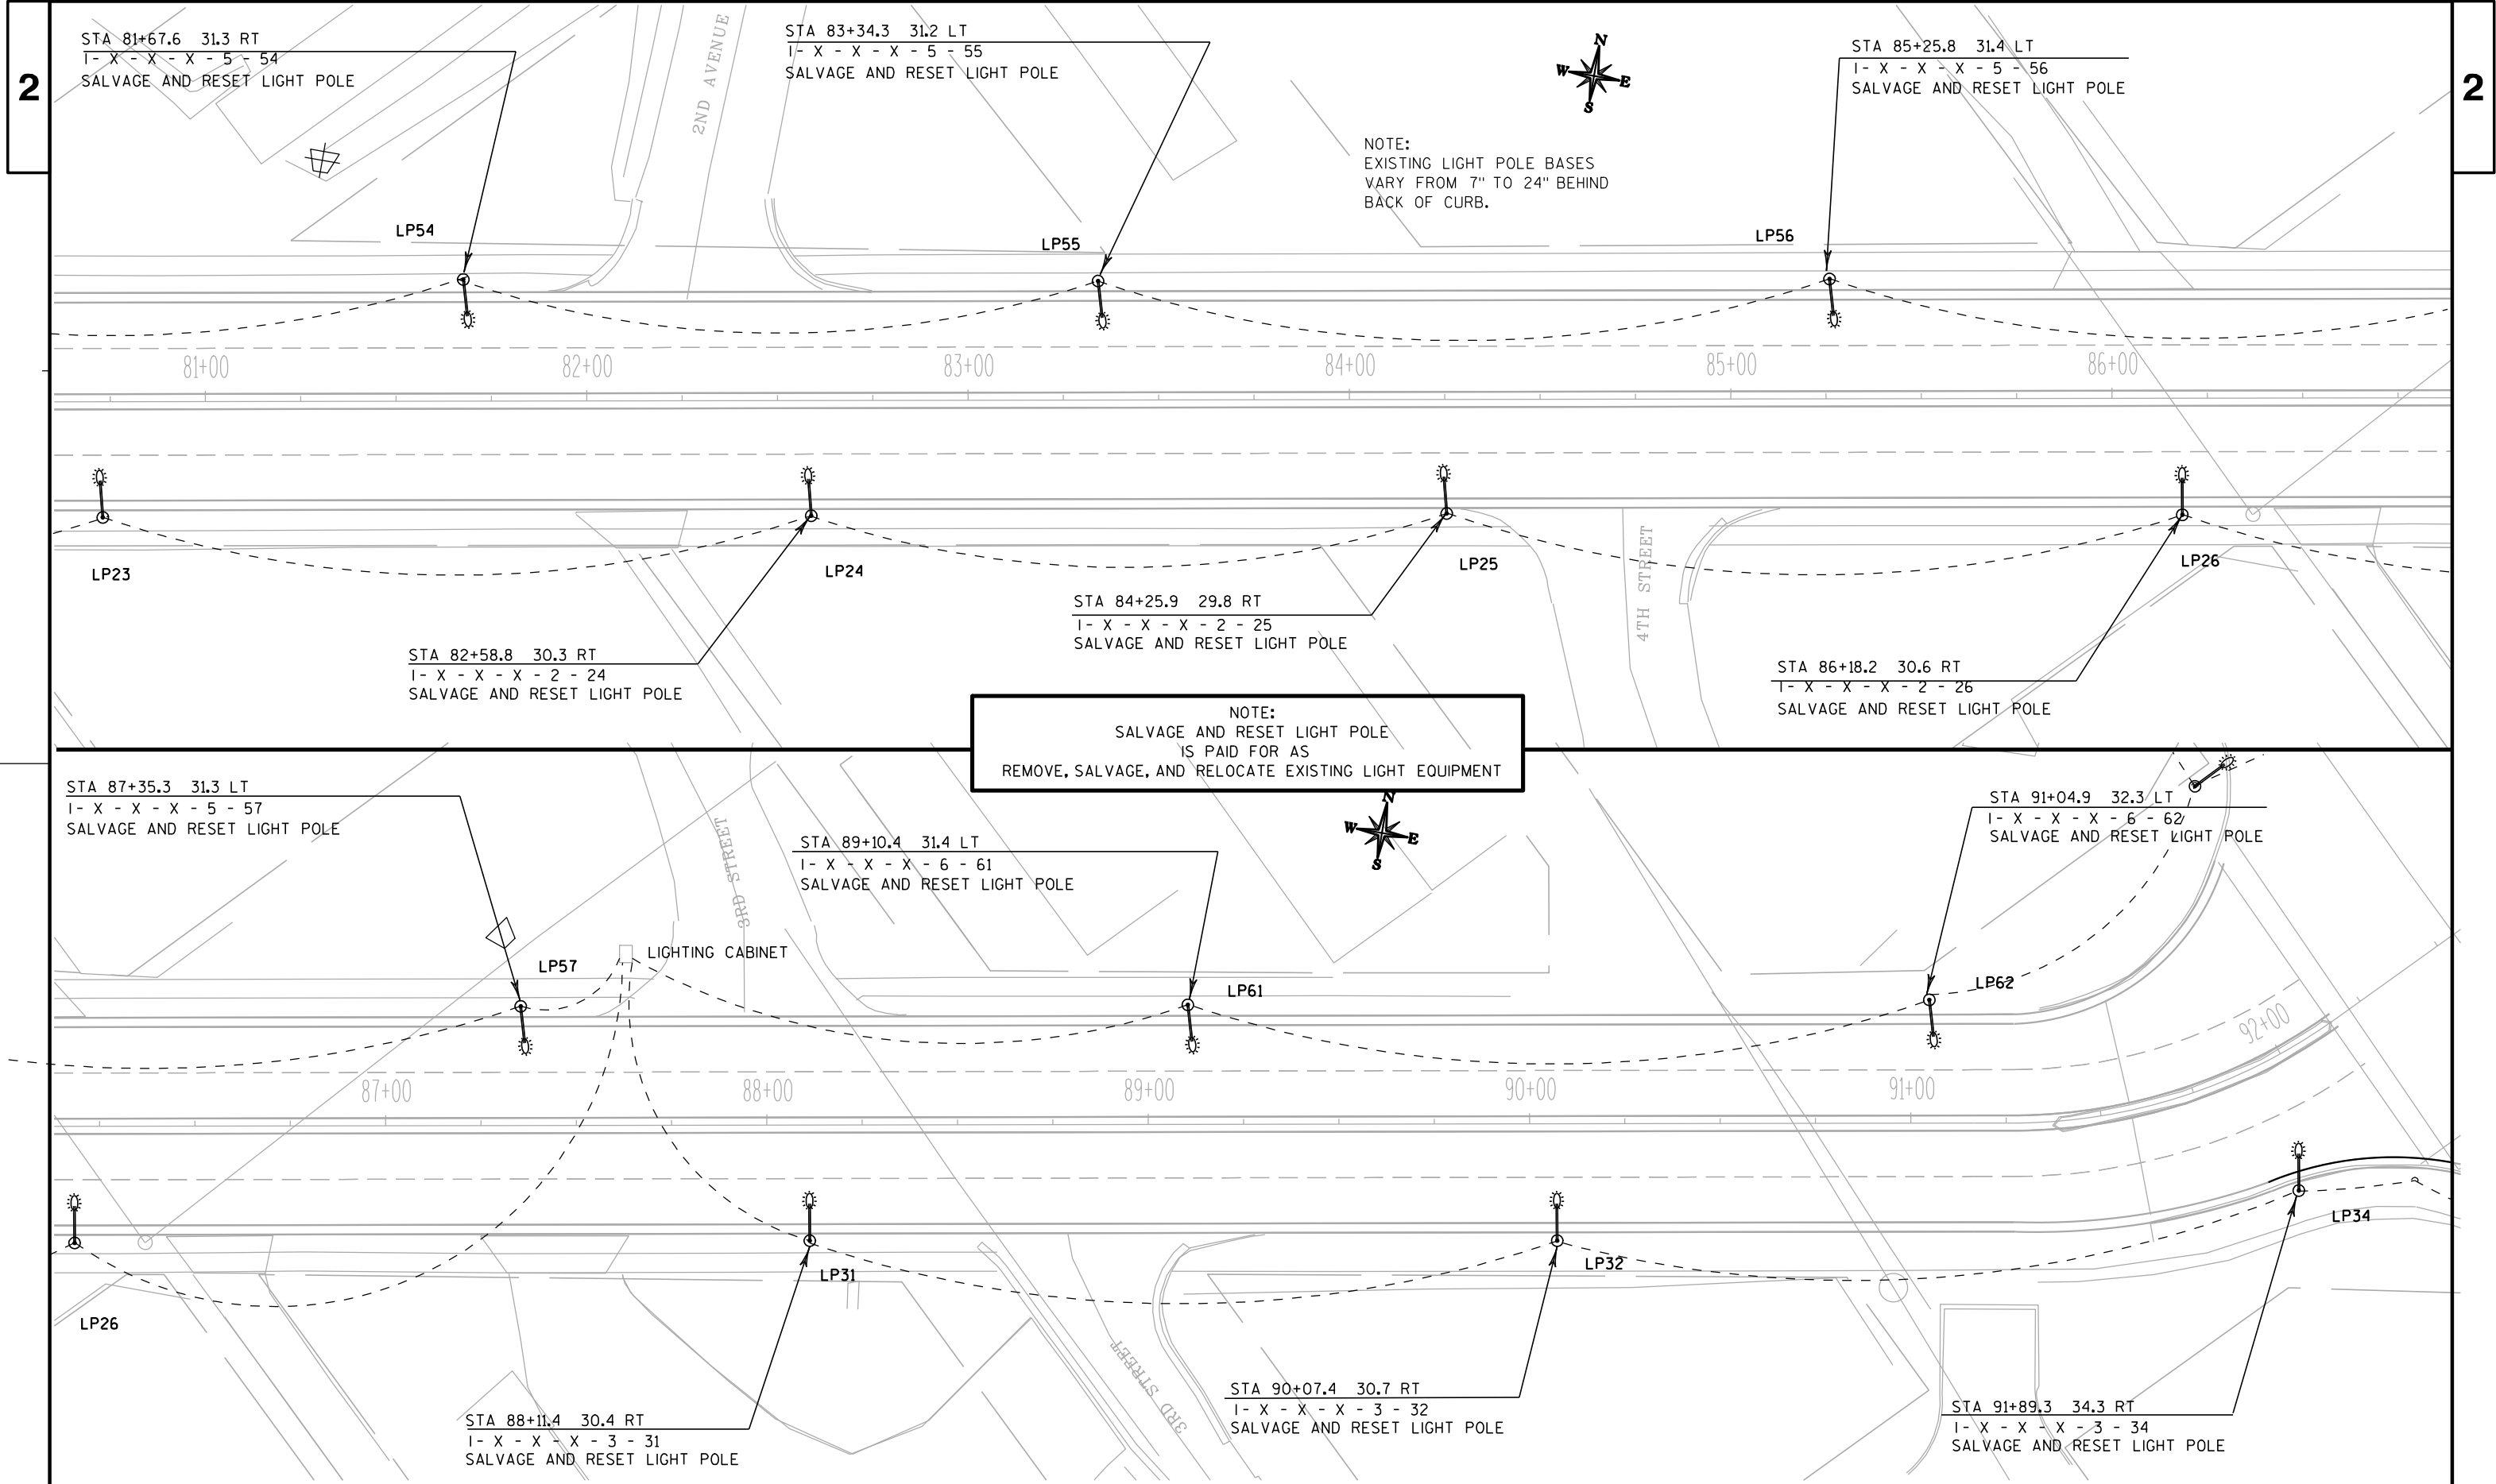 2
2
STA 81+67.6 31.3 RT
I- X - X - X - 5 - 54
SALVAGE AND RESET LIGHT POLE
2ND AVENUE
STA 83+34.3 31.2 LT
I- X - X - X - 5 - 55
SALVAGE AND RESET LIGHT POLE
N
W
E
S
STA 85+25.8 31.4 LT
I- X - X - X - 5 - 56
SALVAGE AND RESET LIGHT POLE
NOTE:
EXISTING LIGHT POLE BASES
VARY FROM 7" TO 24" BEHIND
BACK OF CURB.
LP54
LP55
LP56
81+00
82+00
83+00
84+00
85+00
86+00
LP23
LP24
LP25
4TH STREET
LP26
STA 84+25.9 29.8 RT
I- X - X - X - 2 - 25
SALVAGE AND RESET LIGHT POLE
STA 82+58.8 30.3 RT
I- X - X - X - 2 - 24
SALVAGE AND RESET LIGHT POLE
STA 86+18.2 30.6 RT
I- X - X - X - 2 - 26
SALVAGE AND RESET LIGHT POLE
NOTE:
SALVAGE AND RESET LIGHT POLE
IS PAID FOR AS
REMOVE, SALVAGE, AND RELOCATE EXISTING LIGHT EQUIPMENT
STA 87+35.3 31.3 LT
I- X - X - X - 5 - 57
SALVAGE AND RESET LIGHT POLE
3RD STREET
STA 89+10.4 31.4 LT
I- X - X - X - 6 - 61
SALVAGE AND RESET LIGHT POLE
N
W
E
S
STA 91+04.9 32.3 LT
I- X - X - X - 6 - 62
SALVAGE AND RESET LIGHT POLE
LIGHTING CABINET
LP57
LP61
LP62
87+00
88+00
89+00
90+00
91+00
92+00
LP26
LP31
LP32
LP34
3RD STREET
STA 88+11.4 30.4 RT
I- X - X - X - 3 - 31
SALVAGE AND RESET LIGHT POLE
STA 90+07.4 30.7 RT
I- X - X - X - 3 - 32
SALVAGE AND RESET LIGHT POLE
STA 91+89.3 34.3 RT
I- X - X - X - 3 - 34
SALVAGE AND RESET LIGHT POLE